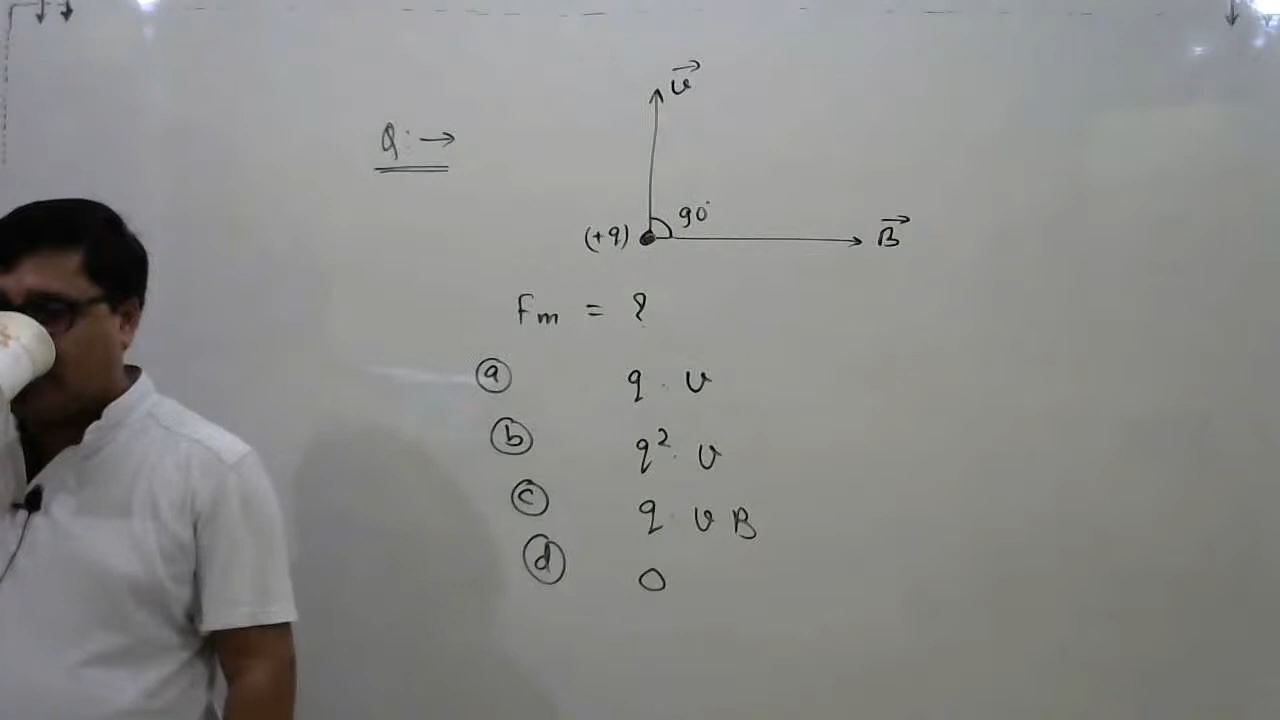 v⃗
Q: →
90°
(+q)
B⃗
Fm = ?
(a) q . v
(b) q². v
(c) q v B
(d) 0